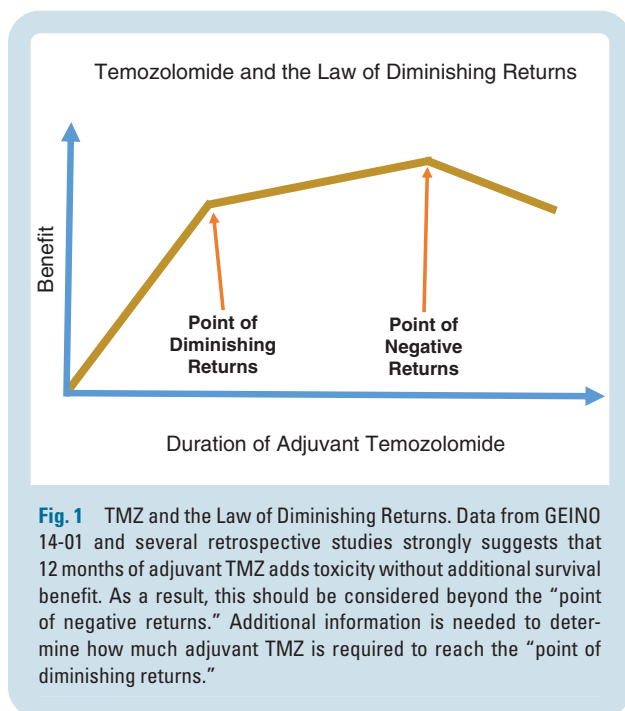 Temozolomide and the Law of Diminishing Returns
Benefit
Point of
Diminishing
Returns
Point of
Negative
Returns
Duration of Adjuvant Temozolomide
Fig. 1 TMZ and the Law of Diminishing Returns. Data from GEINO
14-01 and several retrospective studies strongly suggests that
12 months of adjuvant TMZ adds toxicity without additional survival
benefit. As a result, this should be considered beyond the “point
of negative returns.” Additional information is needed to deter-
mine how much adjuvant TMZ is required to reach the “point of
diminishing returns.”